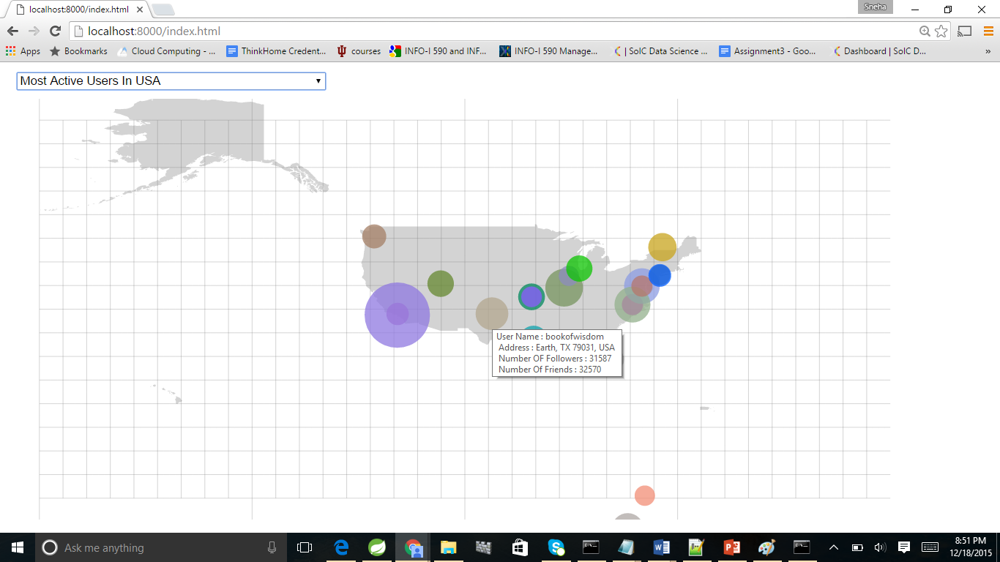 localhost:8000/index.html
Sneha
localhost:8000/index.html
Apps Bookmarks Cloud Computing - ... ThinkHome Credent... courses INFO-I 590 and INF... INFO-I 590 Manage... | SoIC Data Science ... Assignment3 - Goo... Dashboard | SoIC D... »
Most Active Users In USA
User Name : bookofwisdom
Address : Earth, TX 79031, USA
Number OF Followers : 31587
Number Of Friends : 32570
Ask me anything
8:51 PM
12/18/2015